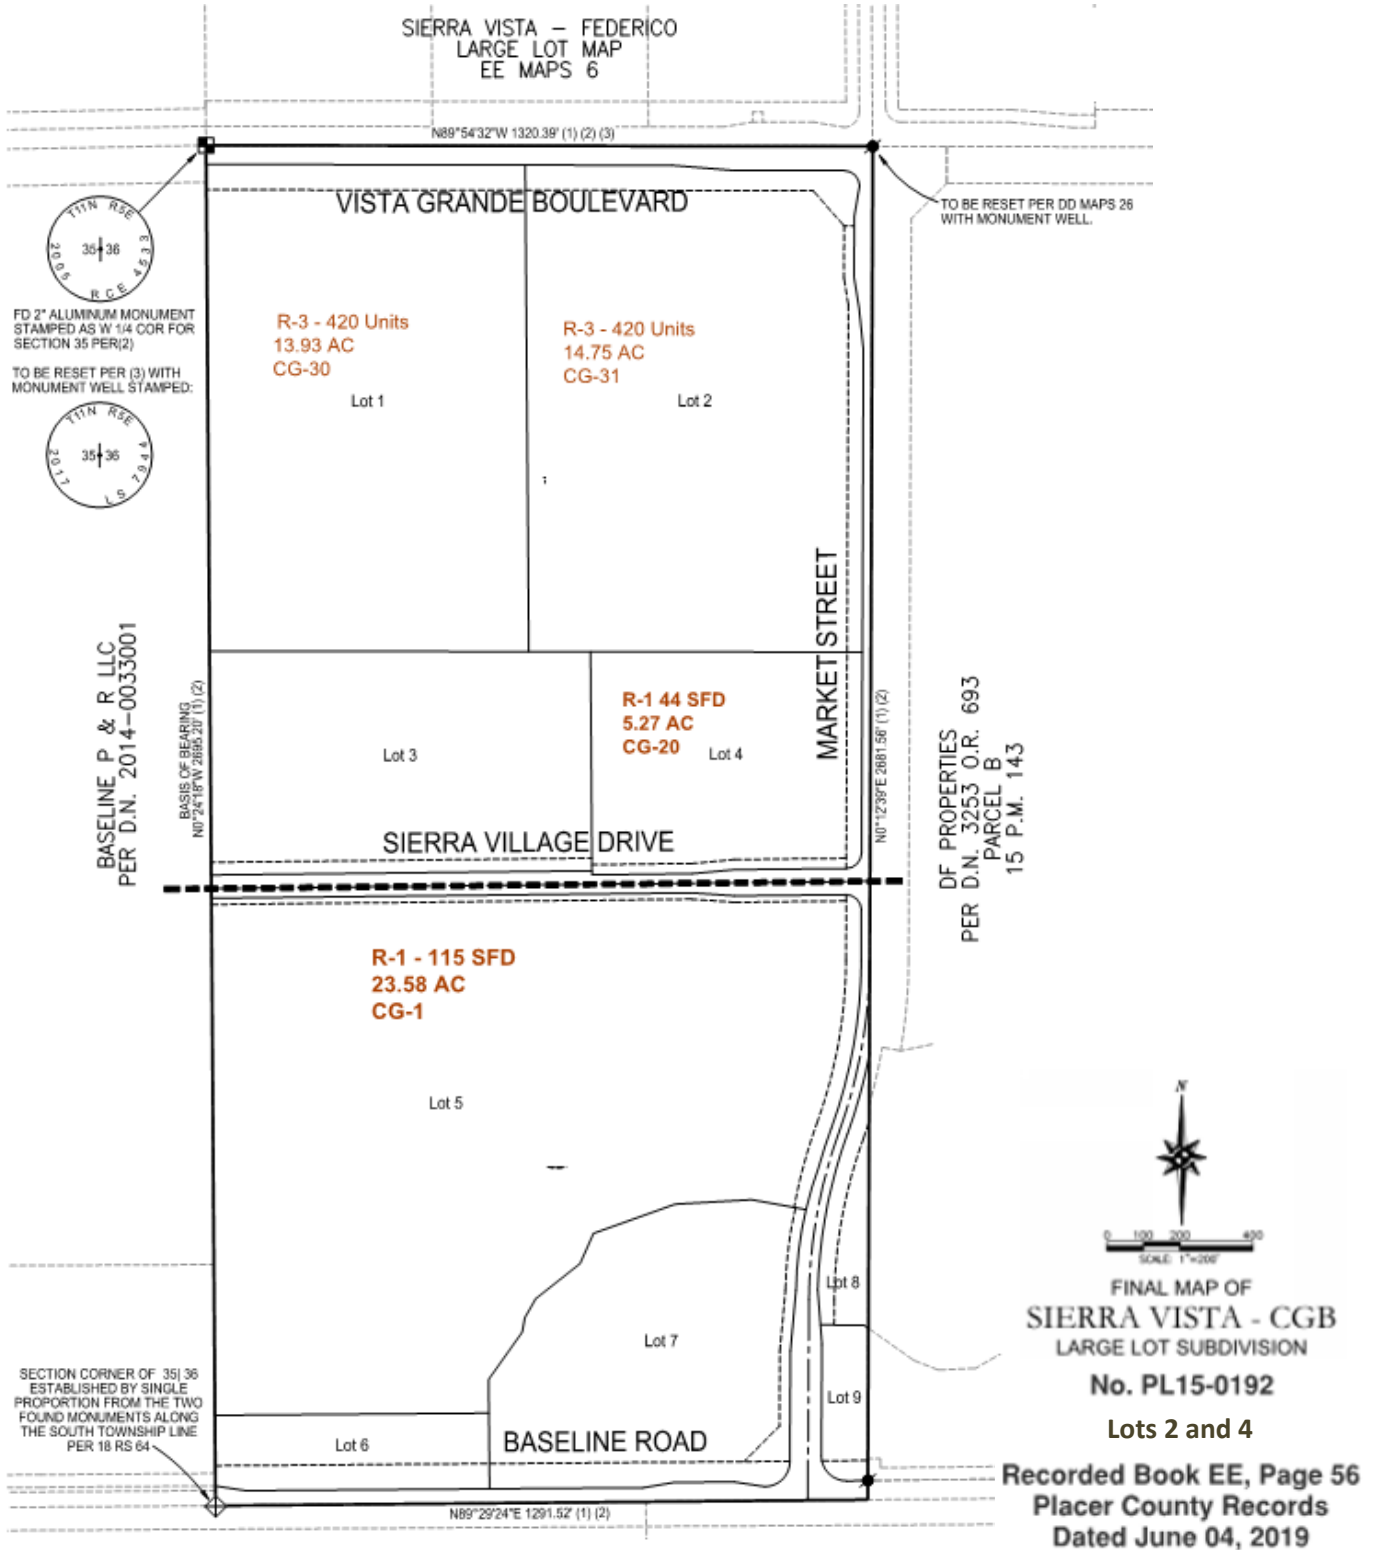 SIERRA VISTA – FEDERICO
LARGE LOT MAP
EE MAPS 6
N89°54'32"W 1320.39' (1) (2) (3)
VISTA GRANDE BOULEVARD
TO BE RESET PER DD MAPS 26
WITH MONUMENT WELL.
T11N R5E
35 36
2005
RCE 4533
FD 2" ALUMINUM MONUMENT
STAMPED AS W 1/4 COR FOR
SECTION 35 PER(2)
TO BE RESET PER (3) WITH
MONUMENT WELL STAMPED:
T11N R5E
35 36
2017
LS 7944
R-3 - 420 Units
13.93 AC
CG-30
Lot 1
R-3 - 420 Units
14.75 AC
CG-31
Lot 2
MARKET STREET
BASELINE P & R LLC
PER D.N. 2014-0033001
BASIS OF BEARING
N0°24'18"W 2695.20' (1) (2)
Lot 3
R-1 44 SFD
5.27 AC
CG-20
Lot 4
N0°12'39"E 2681.56' (1) (2)
DF PROPERTIES
PER D.N. 3253 O.R. 693
PARCEL B
15 P.M. 143
SIERRA VILLAGE DRIVE
R-1 - 115 SFD
23.58 AC
CG-1
Lot 5
Lot 7
Lot 8
Lot 9
Lot 6
BASELINE ROAD
SECTION CORNER OF 35| 36
ESTABLISHED BY SINGLE
PROPORTION FROM THE TWO
FOUND MONUMENTS ALONG
THE SOUTH TOWNSHIP LINE
PER 18 RS 64
N89°29'24"E 1291.52' (1) (2)
N
0 100 200 400
SCALE: 1"=200'
FINAL MAP OF
SIERRA VISTA - CGB
LARGE LOT SUBDIVISION
No. PL15-0192
Lots 2 and 4
Recorded Book EE, Page 56
Placer County Records
Dated June 04, 2019